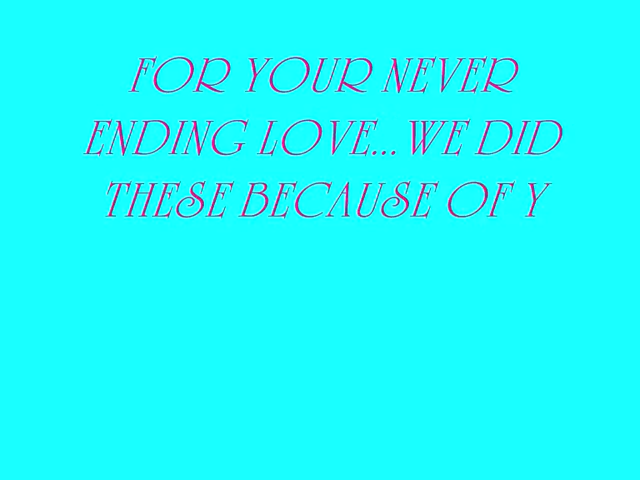 FOR YOUR NEVER
ENDING LOVE... WE DID
THESE BECAUSE OF Y